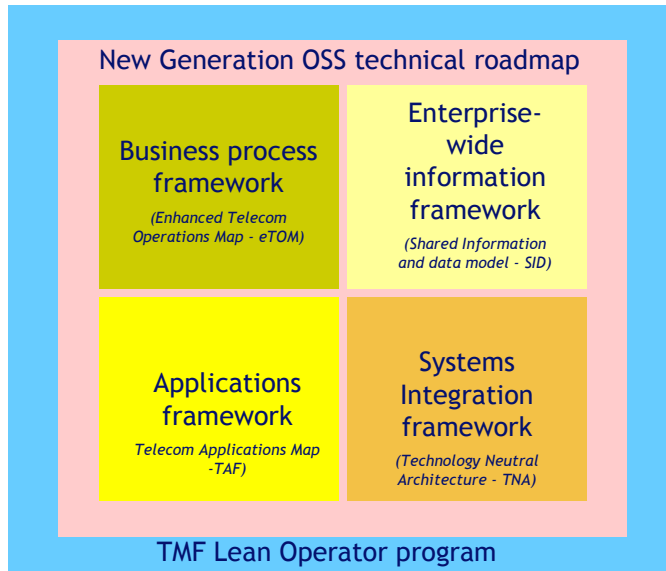 New Generation OSS technical roadmap
Business process
framework
(Enhanced Telecom
Operations Map - eTOM)
Enterprise-
wide
information
framework
(Shared Information
and data model - SID)
Applications
framework
Telecom Applications Map
-TAF)
Systems
Integration
framework
(Technology Neutral
Architecture - TNA)
TMF Lean Operator program